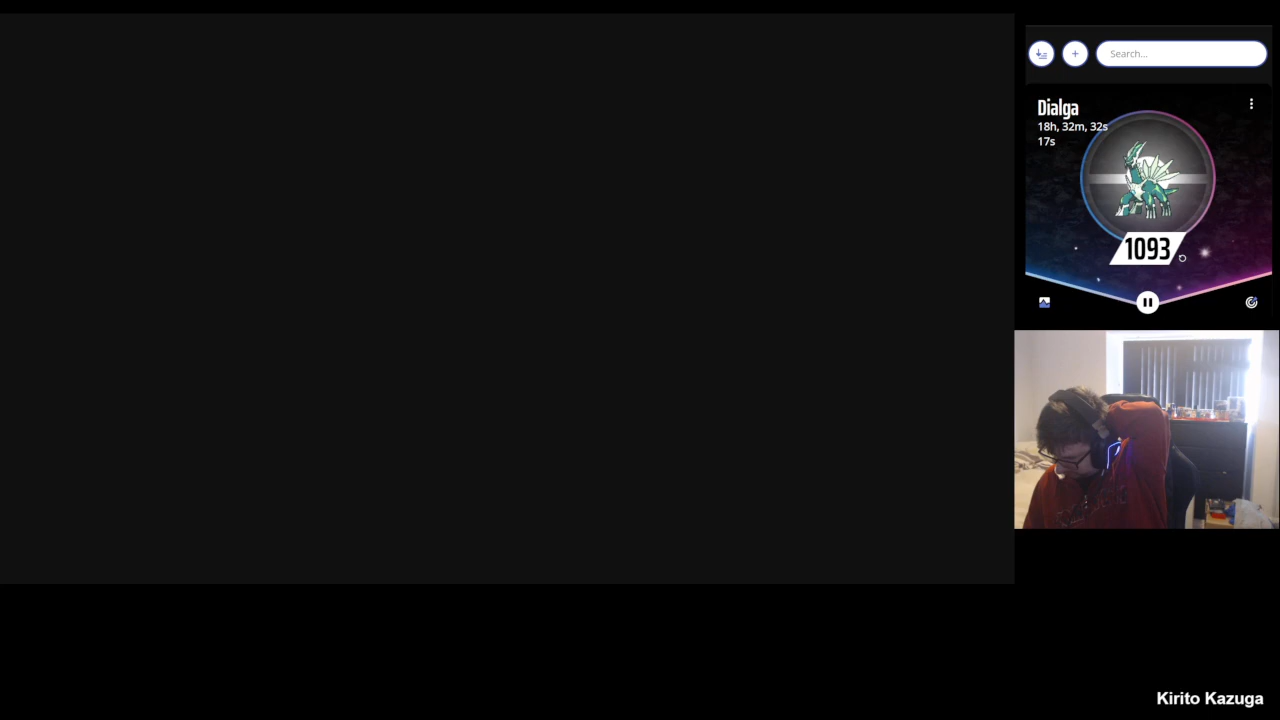 Search...
Dialga
18h, 32m, 32s
17s
1093
Kirito Kazuga